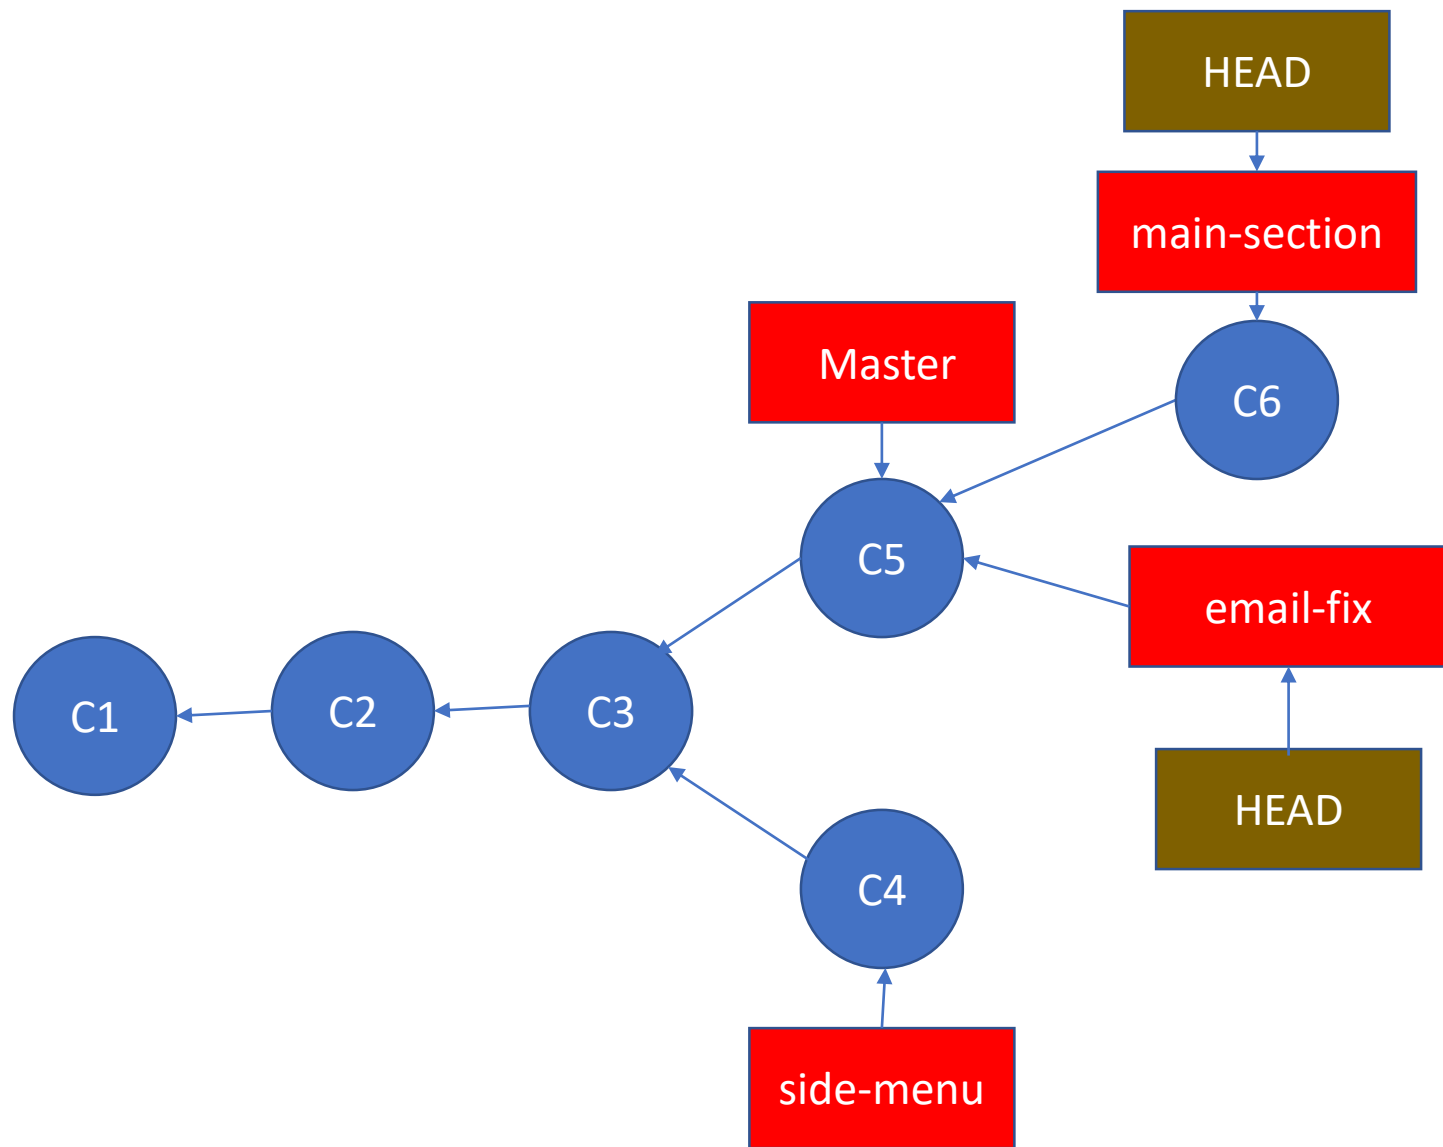 HEAD
main-section
Master
C6
C5
email-fix
C1
C2
C3
HEAD
C4
side-menu